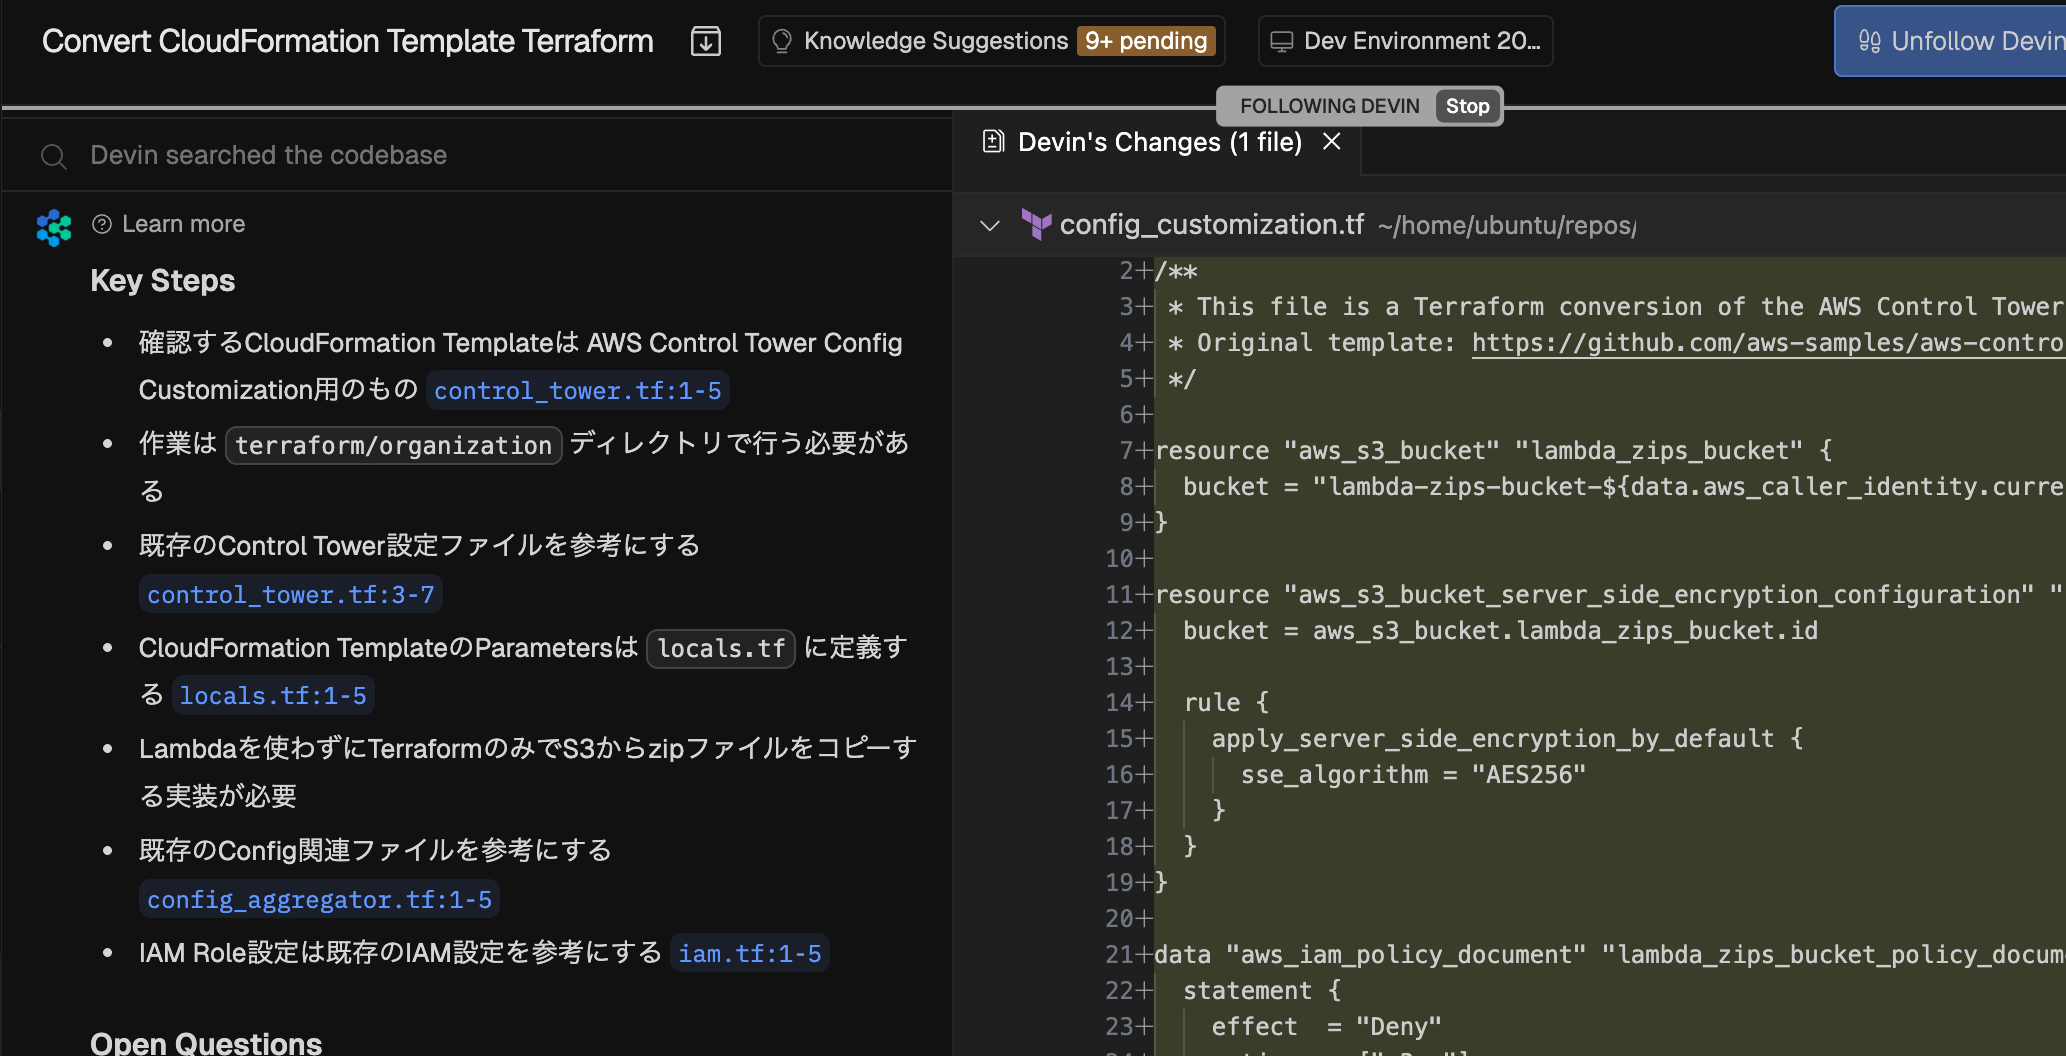 Convert CloudFormation Template Terraform
Knowledge Suggestions 9+ pending
Dev Environment 20...
Unfollow Devin
FOLLOWING DEVIN Stop
Devin searched the codebase
Learn more
Key Steps
• 確認するCloudFormation Templateは AWS Control Tower Config
Customization用のもの control_tower.tf:1-5
• 作業は terraform/organization ディレクトリで行う必要があ
る
• 既存のControl Tower設定ファイルを参考にする
control_tower.tf:3-7
• CloudFormation TemplateのParametersは locals.tf に定義す
る locals.tf:1-5
• Lambdaを使わずにTerraformのみでS3からzipファイルをコピーす
る実装が必要
• 既存のConfig関連ファイルを参考にする
config_aggregator.tf:1-5
• IAM Role設定は既存のIAM設定を参考にする iam.tf:1-5
Open Questions
Devin's Changes (1 file)
config_customization.tf ~/home/ubuntu/repos/
2+/**
3+ * This file is a Terraform conversion of the AWS Control Tower
4+ * Original template: https://github.com/aws-samples/aws-contro
5+ */
6+
7+resource "aws_s3_bucket" "lambda_zips_bucket" {
8+  bucket = "lambda-zips-bucket-${data.aws_caller_identity.curre
9+}
10+
11+resource "aws_s3_bucket_server_side_encryption_configuration" "
12+  bucket = aws_s3_bucket.lambda_zips_bucket.id
13+
14+  rule {
15+    apply_server_side_encryption_by_default {
16+      sse_algorithm = "AES256"
17+    }
18+  }
19+}
20+
21+data "aws_iam_policy_document" "lambda_zips_bucket_policy_docum
22+  statement {
23+    effect  = "Deny"